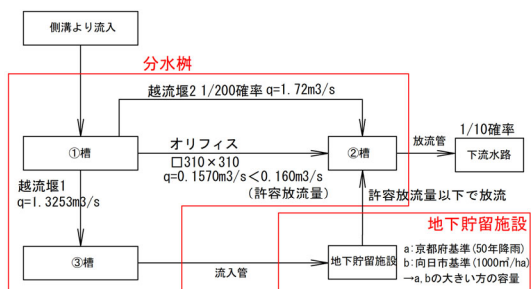 側溝より流入
分水桝
越流堰2 1/200確率 q=1.72m3/s
①槽
オリフィス
□310×310
q=0.1570m3/s<0.160m3/s
(許容放流量)
②槽
放流管
1/10確率
下流水路
越流堰1
q=1.3253m3/s
許容放流量以下で放流
地下貯留施設
③槽
流入管
地下貯留施設
a:京都府基準(50年降雨)
b:向日市基準(1000㎥/ha)
→a,bの大きい方の容量